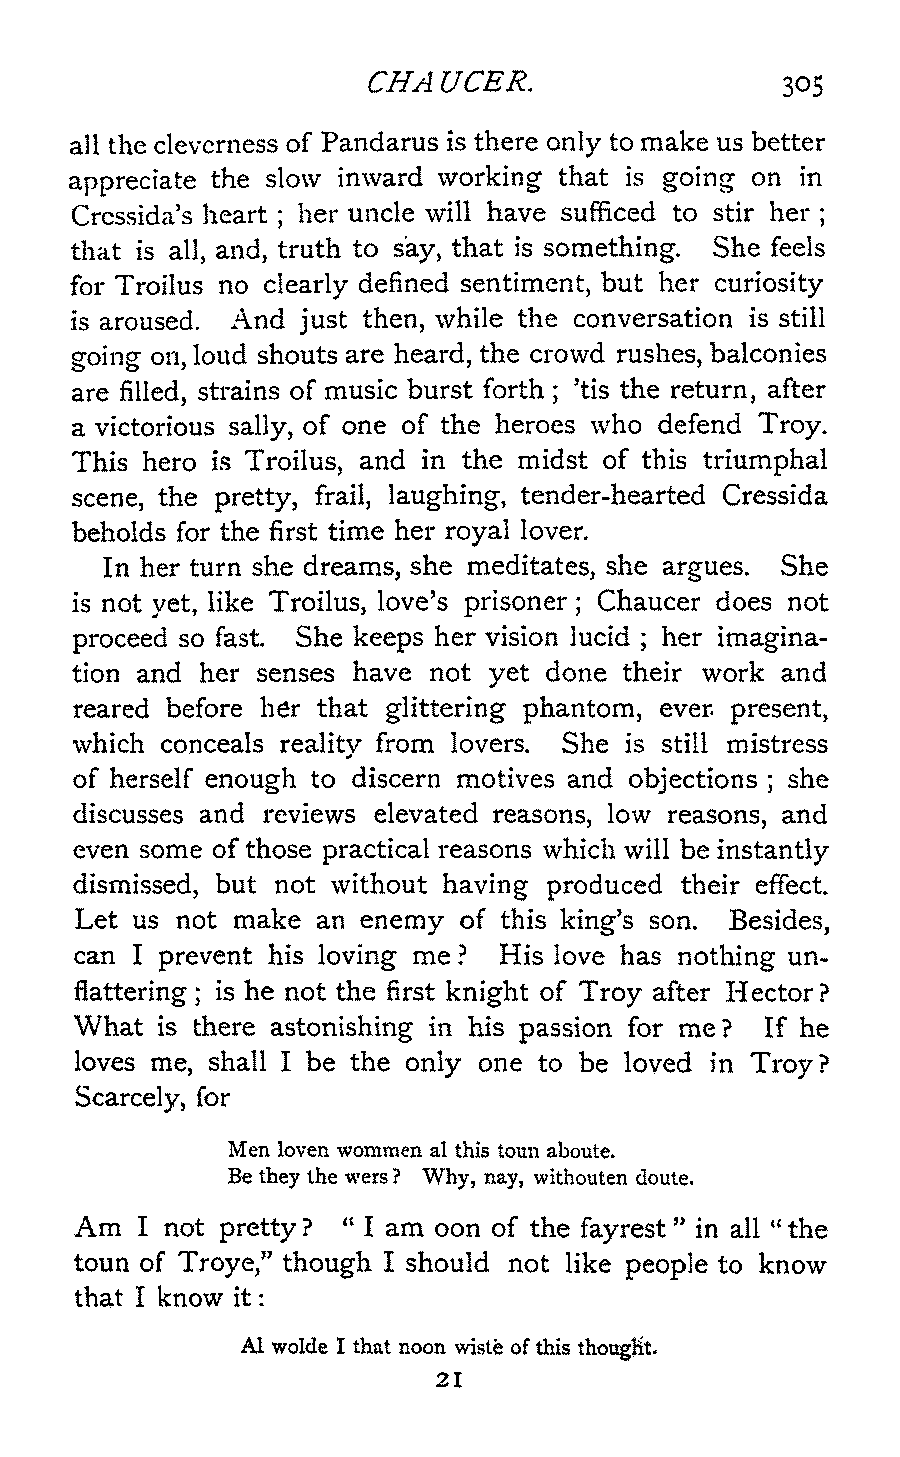 CHAUCER. 305
all the cleverness of Pandarus is there only to make us better
appreciate the slow inward working that is going on in
Cressida's heart ; her uncle will have sufficed to stir her ;
that is all, and, truth to say, that is something. She feels
for Troilus no clearly defined sentiment, but her curiosity
is aroused. And just then, while the conversation is still
going on, loud shouts are heard, the crowd rushes, balconies
are filled, strains of music burst forth ; 'tis the return, after
a victorious sally, of one of the heroes who defend Troy.
This hero is Troilus, and in the midst of this triumphal
scene, the pretty, frail, laughing, tender-hearted Cressida
beholds for the first time her royal lover.
In her turn she dreams, she meditates, she argues. She
is not yet, like Troilus, love's prisoner ; Chaucer does not
proceed so fast. She keeps her vision lucid ; her imagina-
tion and her senses have not yet done their work and
reared before her that glittering phantom, ever present,
which conceals reality from lovers. She is still mistress
of herself enough to discern motives and objections ; she
discusses and reviews elevated reasons, low reasons, and
even some of those practical reasons which will be instantly
dismissed, but not without having produced their effect.
Let us not make an enemy of this king's son. Besides,
can I prevent his loving me ? His love has nothing un-
flattering ; is he not the first knight of Troy after Hector ?
What is there astonishing in his passion for me ? If he
loves me, shall I be the only one to be loved in Troy ?
Scarcely, for
Men loven wommen al this toun aboute.
Be they the wers ? Why, nay, withouten doute.
Am I not pretty ? " I am oon of the fayrest " in all " the
toun of Troye," though I should not like people to know
that I know it :
Al wolde I that noon wiste of this thought.
21